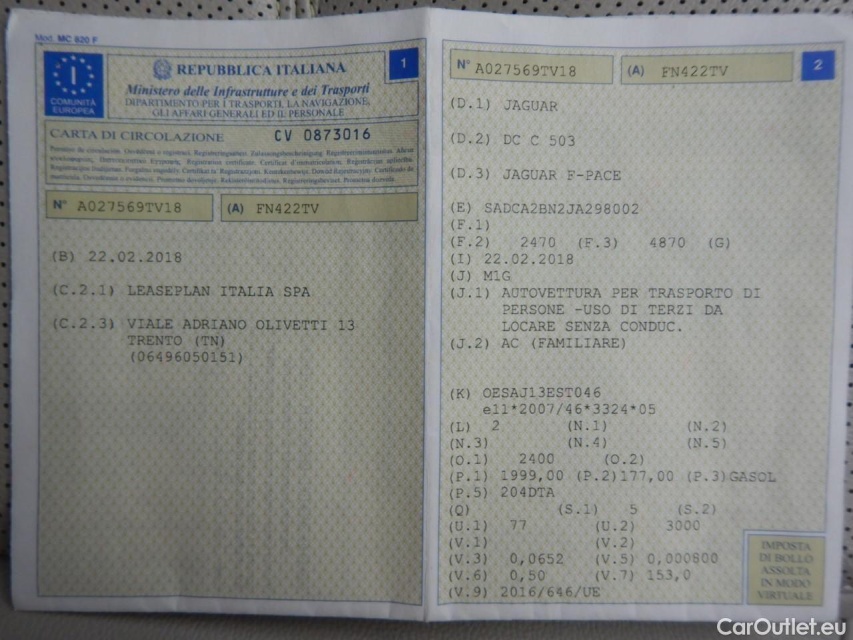 Mod. MC 820 F
I
COMUNITÀ
EUROPEA
REPUBBLICA ITALIANA
1
Ministero delle Infrastrutture e dei Trasporti
DIPARTIMENTO PER I TRASPORTI, LA NAVIGAZIONE,
GLI AFFARI GENERALI ED IL PERSONALE
CARTA DI CIRCOLAZIONE CV 0873016
N° A027569TV18 (A) FN422TV
(B) 22.02.2018
(C.2.1) LEASEPLAN ITALIA SPA
(C.2.3) VIALE ADRIANO OLIVETTI 13
TRENTO (TN)
(06496050151)
N° A027569TV18 (A) FN422TV 2
(D.1) JAGUAR
(D.2) DC C 503
(D.3) JAGUAR F-PACE
(E) SADCA2BN2JA298002
(F.1)
(F.2) 2470 (F.3) 4870 (G)
(I) 22.02.2018
(J) M1G
(J.1) AUTOVETTURA PER TRASPORTO DI
PERSONE -USO DI TERZI DA
LOCARE SENZA CONDUC.
(J.2) AC (FAMILIARE)
(K) OESAJ13EST046
e11*2007/46*3324*05
(L) 2 (N.1) (N.2)
(N.3) (N.4) (N.5)
(O.1) 2400 (O.2)
(P.1) 1999,00 (P.2) 177,00 (P.3) GASOL
(P.5) 204DTA
(Q) (S.1) 5 (S.2)
(U.1) 77 (U.2) 3000
(V.1) (V.2)
(V.3) 0,0652 (V.5) 0,000800
(V.6) 0,50 (V.7) 153,0
(V.9) 2016/646/UE
IMPOSTA
DI BOLLO
ASSOLTA
IN MODO
VIRTUALE
CarOutlet.eu